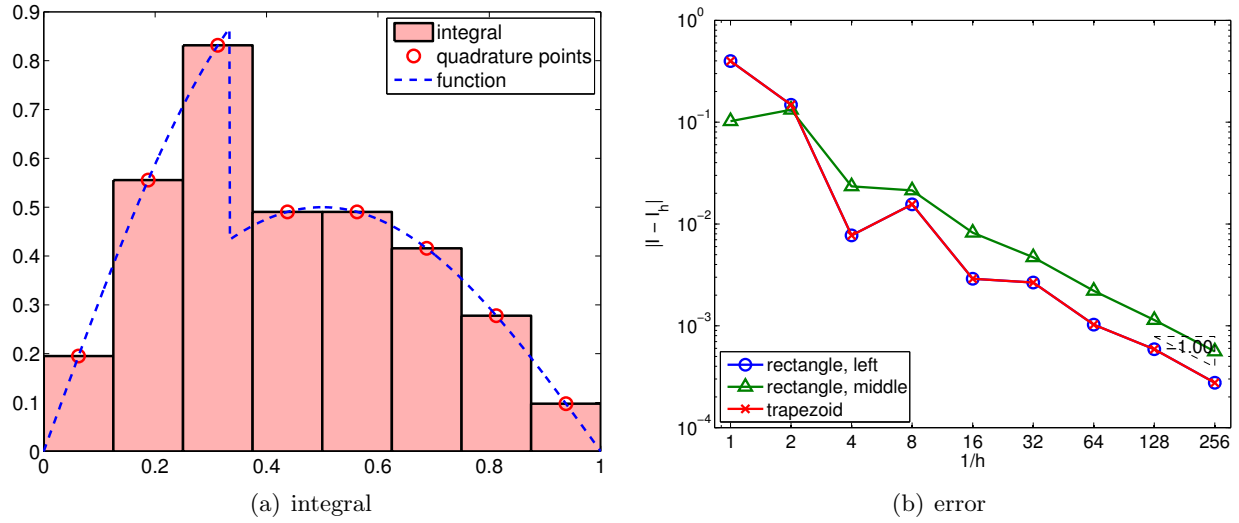 0.9
0.8
0.7
0.6
0.5
0.4
0.3
0.2
0.1
0
0 0.2 0.4 0.6 0.8 1
integral
quadrature points
function
(a) integral
10^0
10^-1
10^-2
10^-3
10^-4
|I − I_h|
−1.00
rectangle, left
rectangle, middle
trapezoid
1 2 4 8 16 32 64 128 256
1/h
(b) error